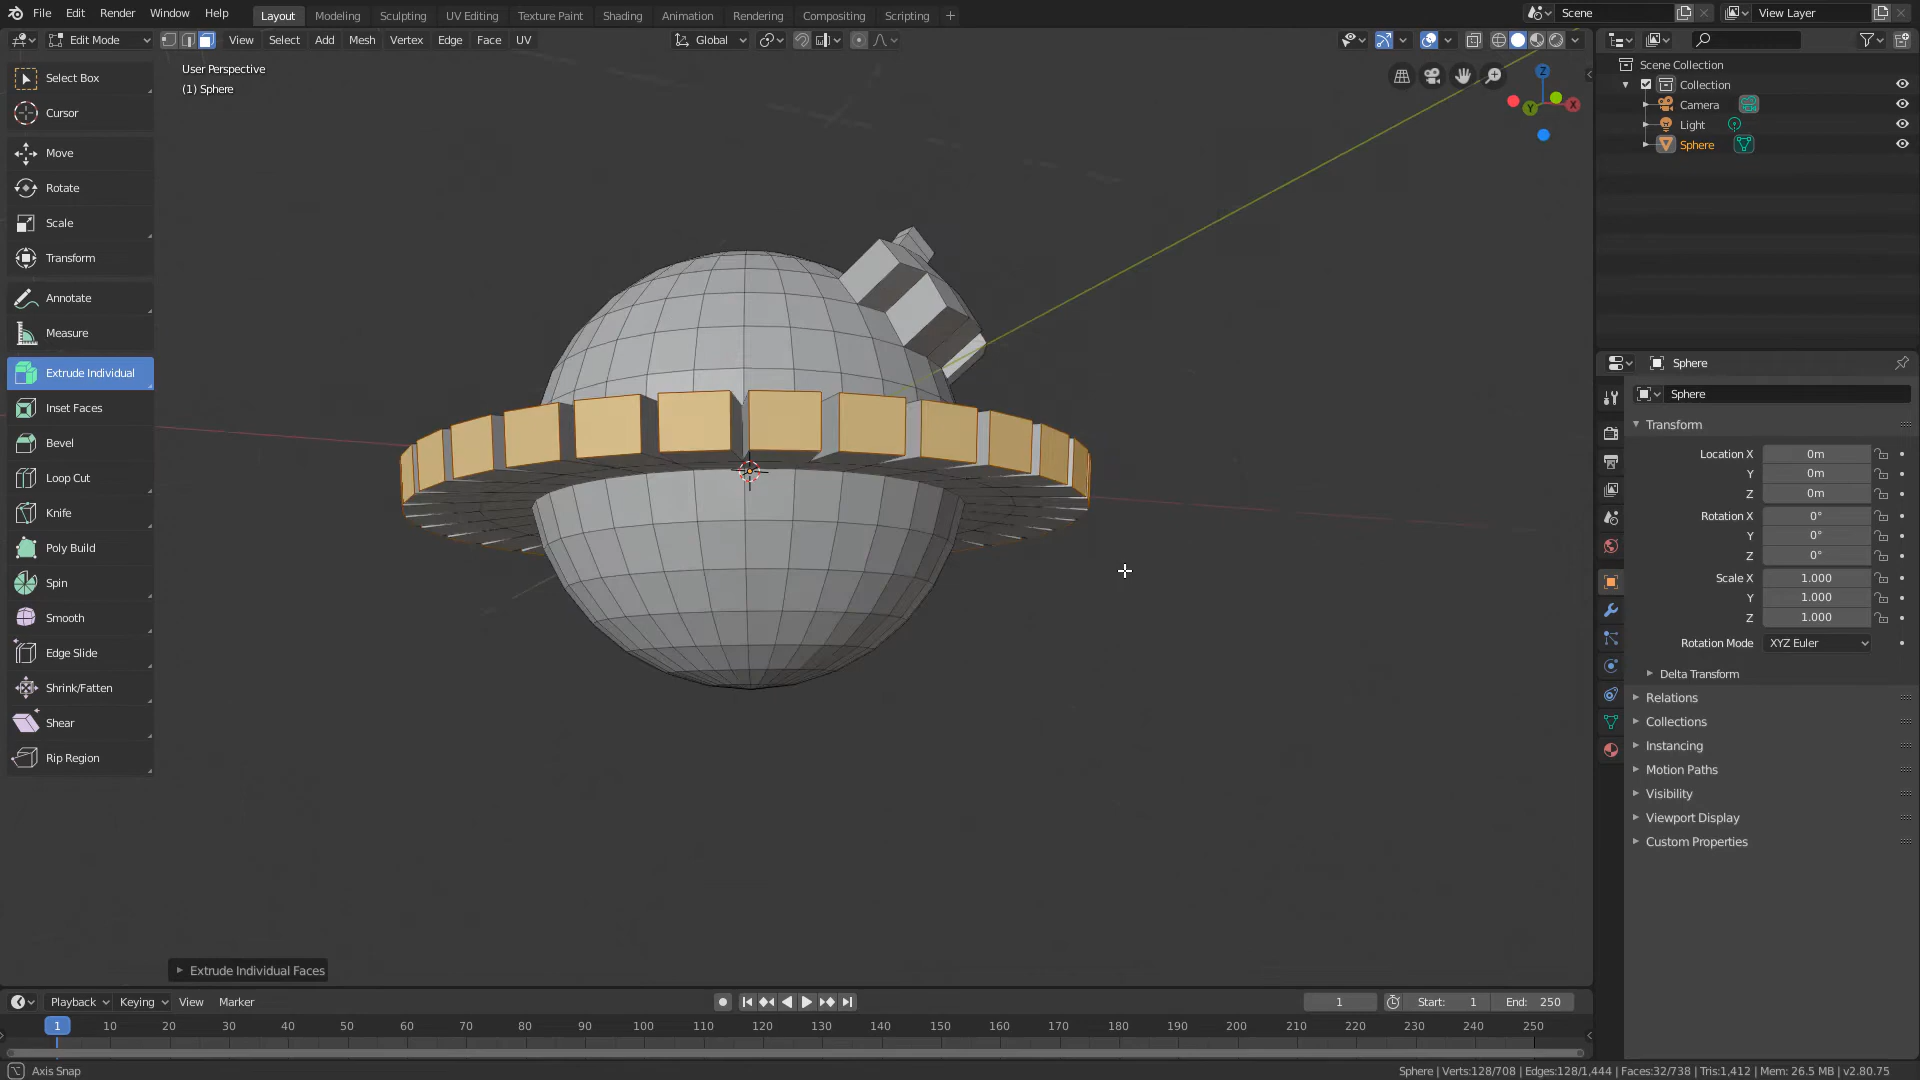 File Edit Render Window Help Layout Modeling Sculpting UV Editing Texture Paint Shading Animation Rendering Compositing Scripting + Scene View Layer
Edit Mode View Select Add Mesh Vertex Edge Face UV Global
User Perspective
(1) Sphere
Select Box
Cursor
Move
Rotate
Scale
Transform
Annotate
Measure
Extrude Individual
Inset Faces
Bevel
Loop Cut
Knife
Poly Build
Spin
Smooth
Edge Slide
Shrink/Fatten
Shear
Rip Region
Z
Y
X
Scene Collection
Collection
Camera
Light
Sphere
Sphere
Sphere
Transform
Location X 0m
Y 0m
Z 0m
Rotation X 0°
Y 0°
Z 0°
Scale X 1.000
Y 1.000
Z 1.000
Rotation Mode XYZ Euler
Delta Transform
Relations
Collections
Instancing
Motion Paths
Visibility
Viewport Display
Custom Properties
Extrude Individual Faces
Playback Keying View Marker 1 Start: 1 End: 250
1 10 20 30 40 50 60 70 80 90 100 110 120 130 140 150 160 170 180 190 200 210 220 230 240 250
Axis Snap
Sphere | Verts:128/708 | Edges:128/1,444 | Faces:32/738 | Tris:1,412 | Mem: 26.5 MB | v2.80.75